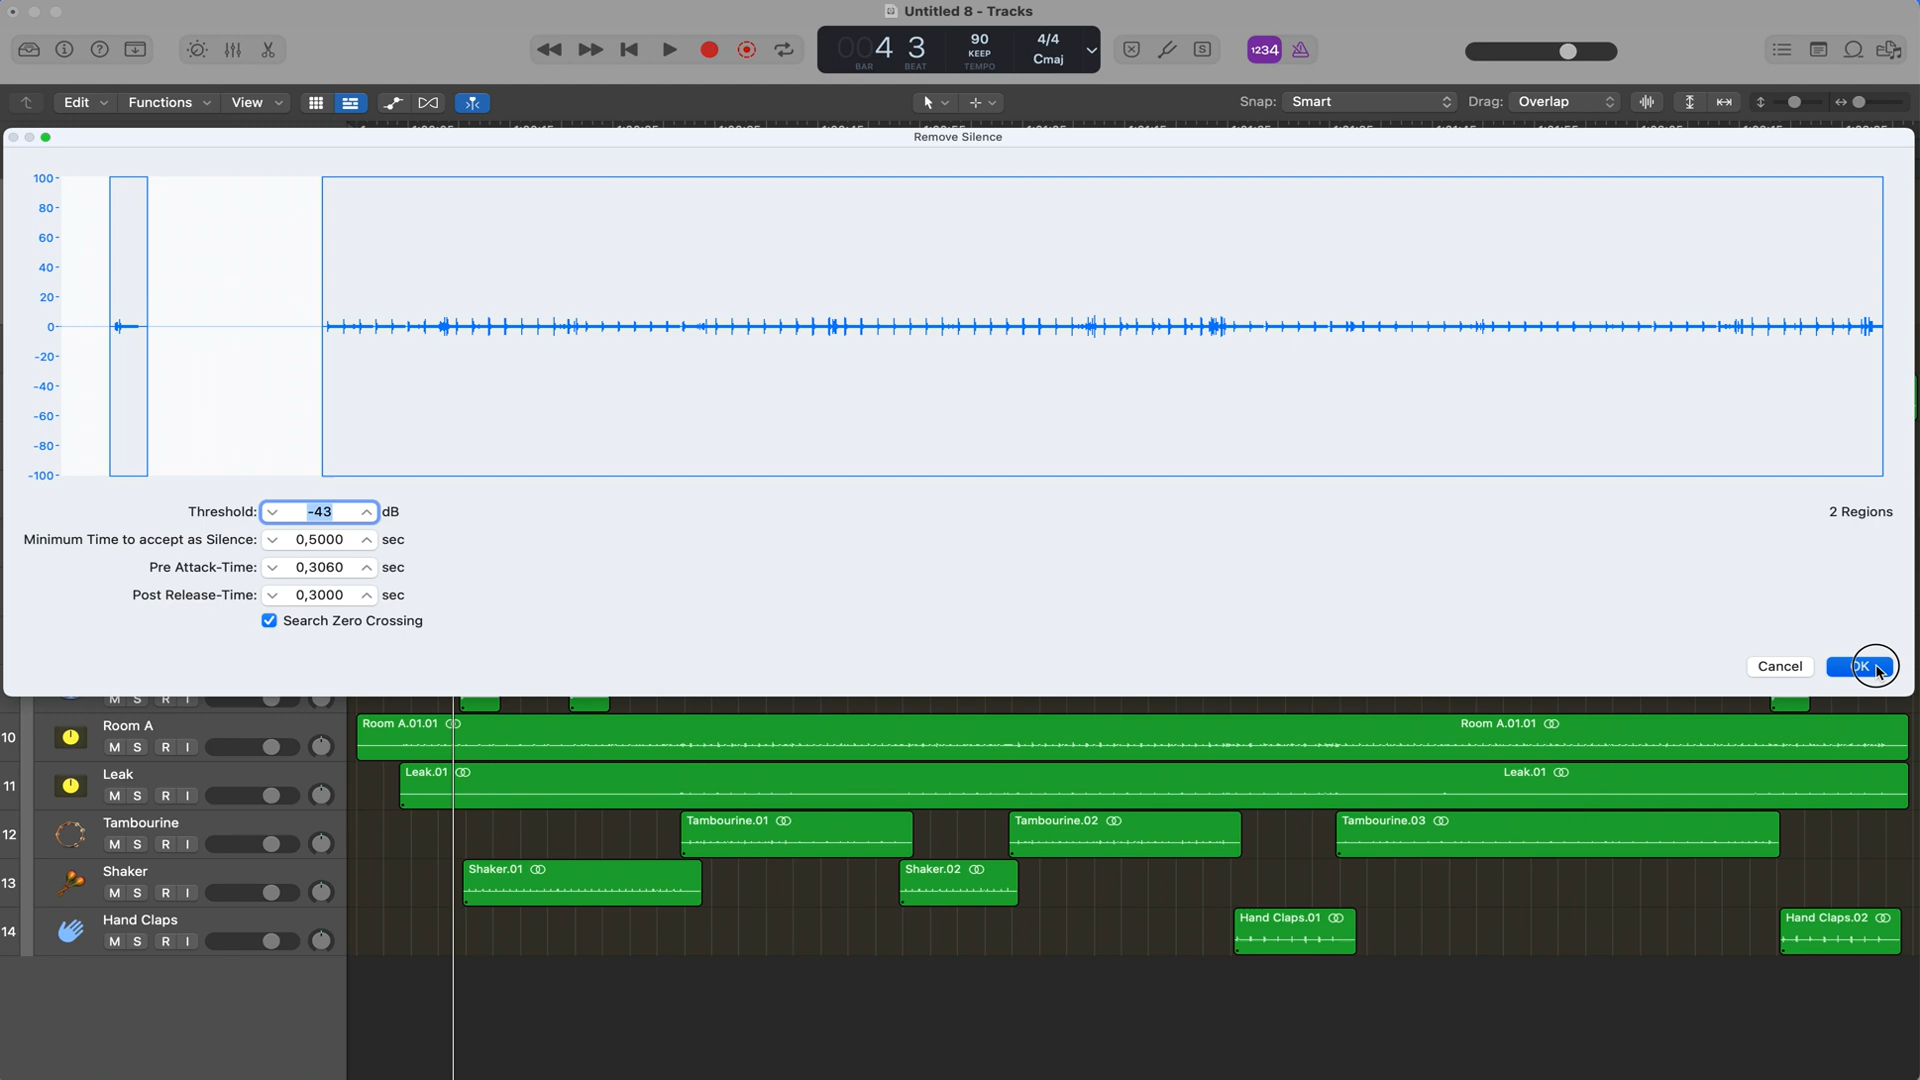 Untitled 8 - Tracks
004 3
BAR BEAT
90
KEEP
TEMPO
4/4
Cmaj
S
1234
Edit Functions View
Snap: Smart Drag: Overlap
Remove Silence
100
80
60
40
20
0
-20
-40
-60
-80
-100
Threshold: -43 dB
2 Regions
Minimum Time to accept as Silence: 0,5000 sec
Pre Attack-Time: 0,3060 sec
Post Release-Time: 0,3000 sec
Search Zero Crossing
Cancel OK
M S R I
10 Room A
M S R I
Room A.01.01 Room A.01.01
11 Leak
M S R I
Leak.01 Leak.01
12 Tambourine
M S R I
Tambourine.01 Tambourine.02 Tambourine.03
13 Shaker
M S R I
Shaker.01 Shaker.02
14 Hand Claps
M S R I
Hand Claps.01 Hand Claps.02